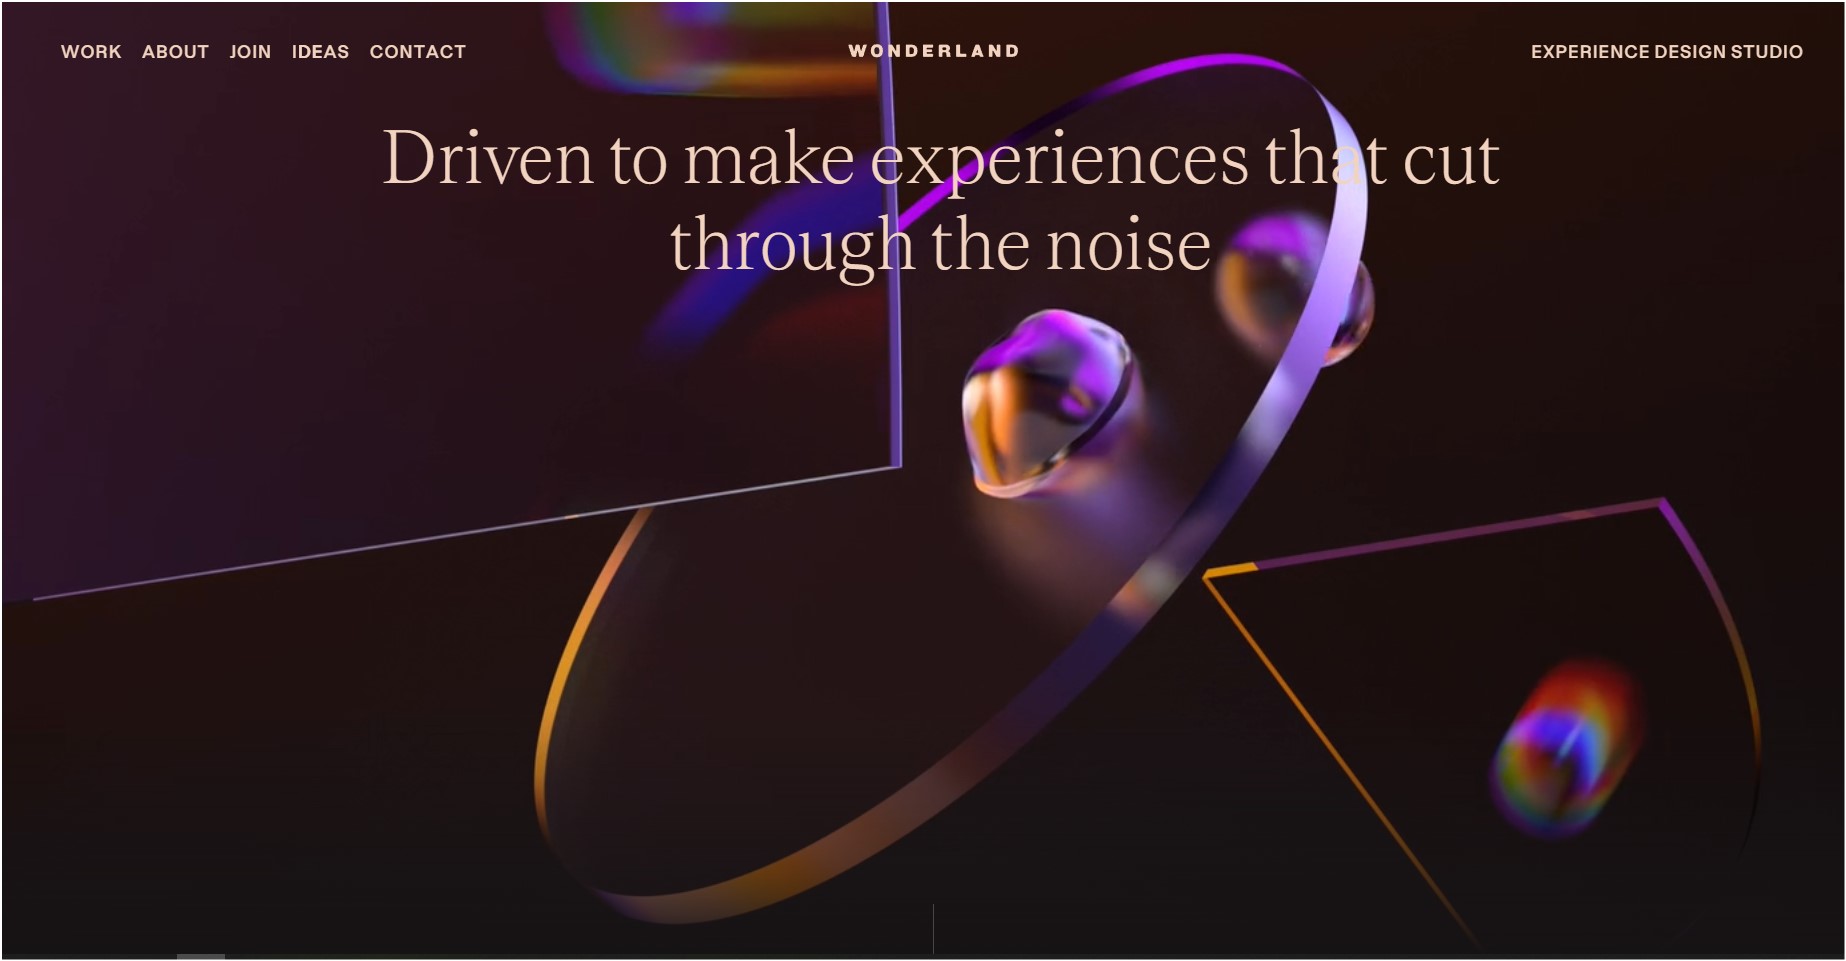 WORK ABOUT JOIN IDEAS CONTACT WONDERLAND EXPERIENCE DESIGN STUDIO
Driven to make experiences that cut
through the noise